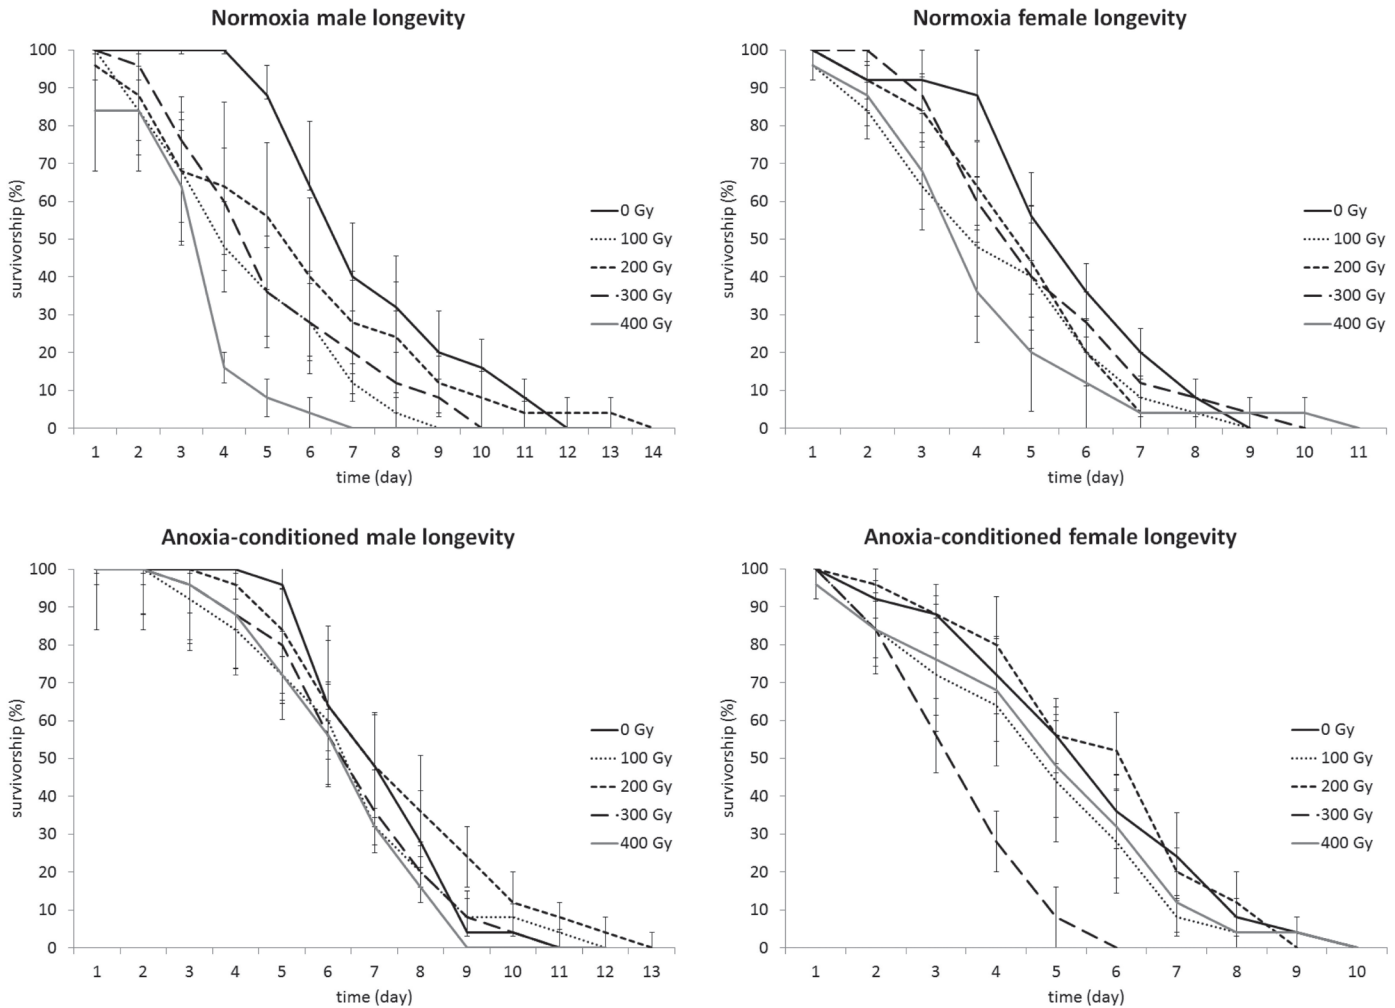 Normoxia male longevity
100
90
80
70
60
50
40
30
20
10
0
survivorship (%)
1 2 3 4 5 6 7 8 9 10 11 12 13 14
time (day)
0 Gy
100 Gy
200 Gy
300 Gy
400 Gy
Normoxia female longevity
100
90
80
70
60
50
40
30
20
10
0
survivorship (%)
1 2 3 4 5 6 7 8 9 10 11
time (day)
0 Gy
100 Gy
200 Gy
300 Gy
400 Gy
Anoxia-conditioned male longevity
100
90
80
70
60
50
40
30
20
10
0
survivorship (%)
1 2 3 4 5 6 7 8 9 10 11 12 13
time (day)
0 Gy
100 Gy
200 Gy
300 Gy
400 Gy
Anoxia-conditioned female longevity
100
90
80
70
60
50
40
30
20
10
0
survivorship (%)
1 2 3 4 5 6 7 8 9 10
time (day)
0 Gy
100 Gy
200 Gy
300 Gy
400 Gy